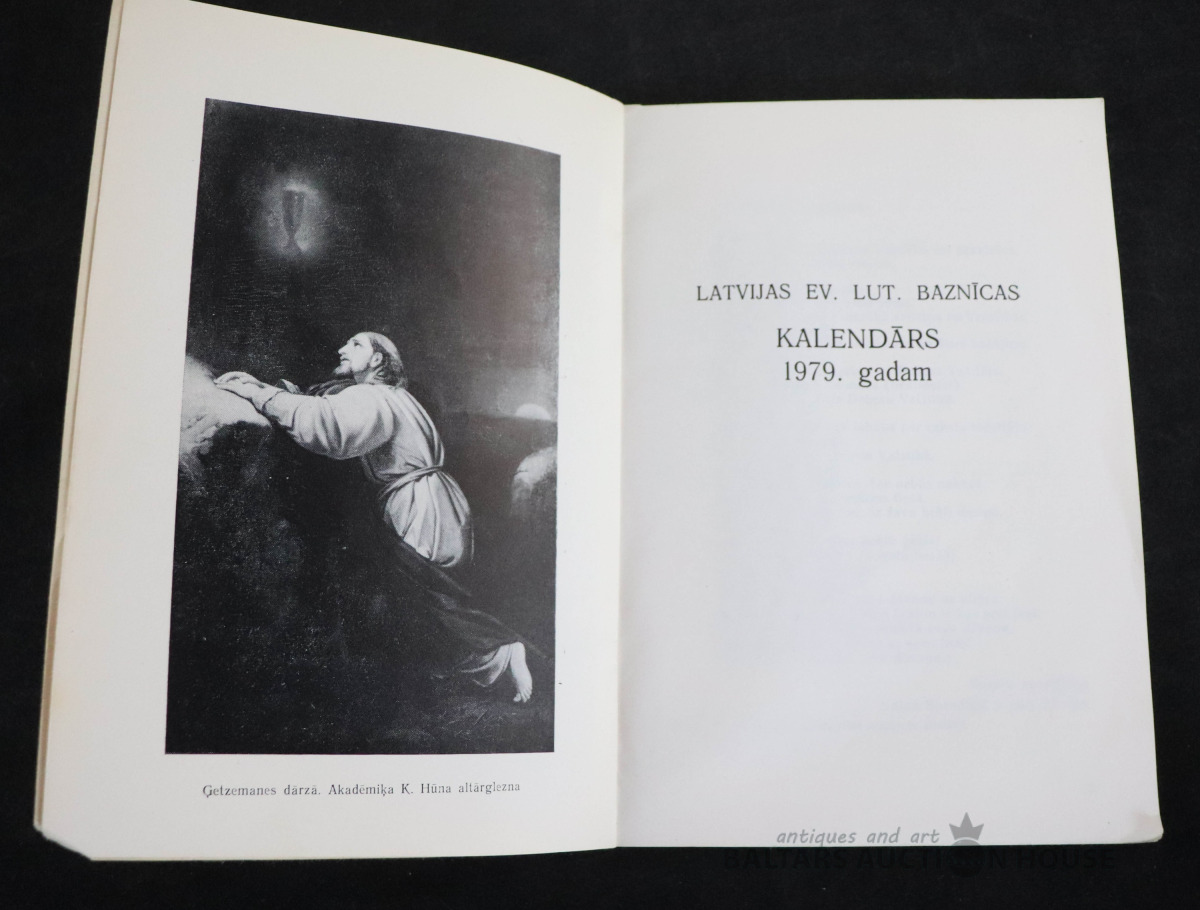 Ģetzemanes dārzā. Akadēmiķa K. Hūna altārglezna
LATVIJAS EV. LUT. BAZNĪCAS
KALENDĀRS
1979. gadam
antiques and art
BALTARS AUCTION HOUSE